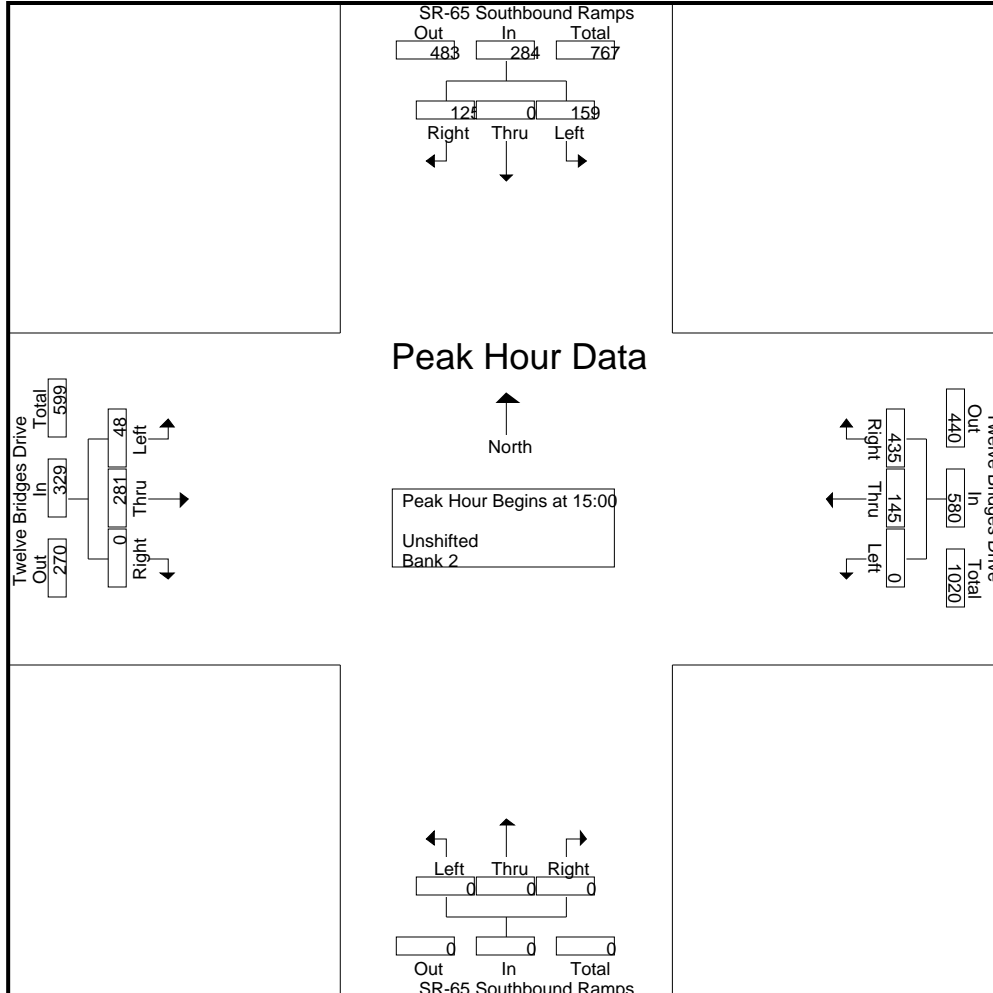 SR-65 Southbound Ramps
Out In Total
483 284 767
125 0 159
Right Thru Left
Peak Hour Data
North
Peak Hour Begins at 15:00
Unshifted
Bank 2
Twelve Bridges Drive
Total In Out
599 329 270
48 281 0
Left Thru Right
Twelve Bridges Drive
Out In Total
440 580 1020
435 145 0
Right Thru Left
Left Thru Right
0 0 0
0 0 0
Out In Total
SR-65 Southbound Ramps